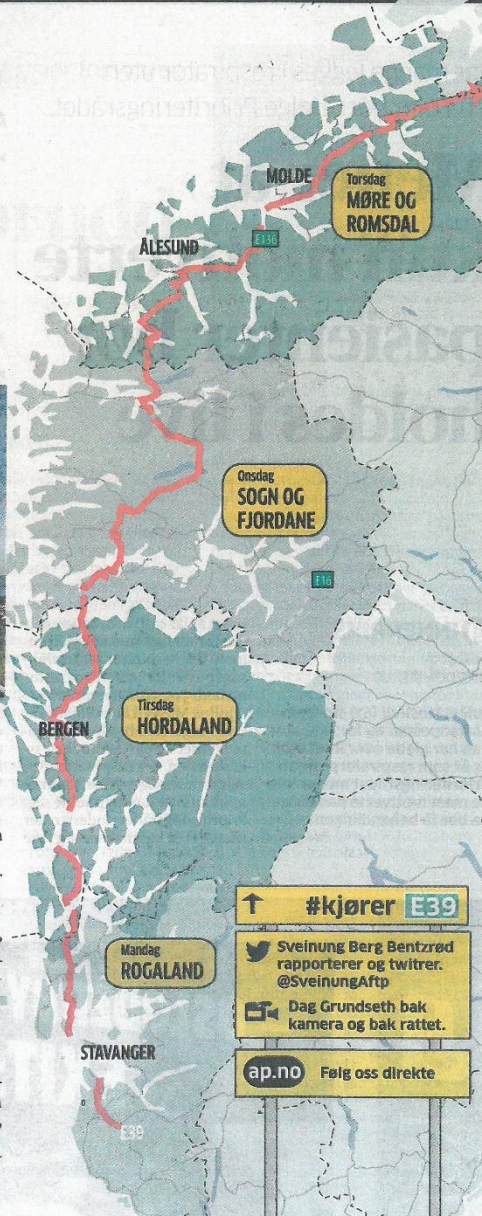 MOLDE
Torsdag
MØRE OG
ROMSDAL
E136
ÅLESUND
Onsdag
SOGN OG
FJORDANE
E16
Tirsdag
HORDALAND
BERGEN
Mandag
ROGALAND
STAVANGER
E39
↑ #kjører E39
Sveinung Berg Bentzrød
rapporterer og twitrer.
@SveinungAftp
Dag Grundseth bak
kamera og bak rattet.
ap.no Følg oss direkte